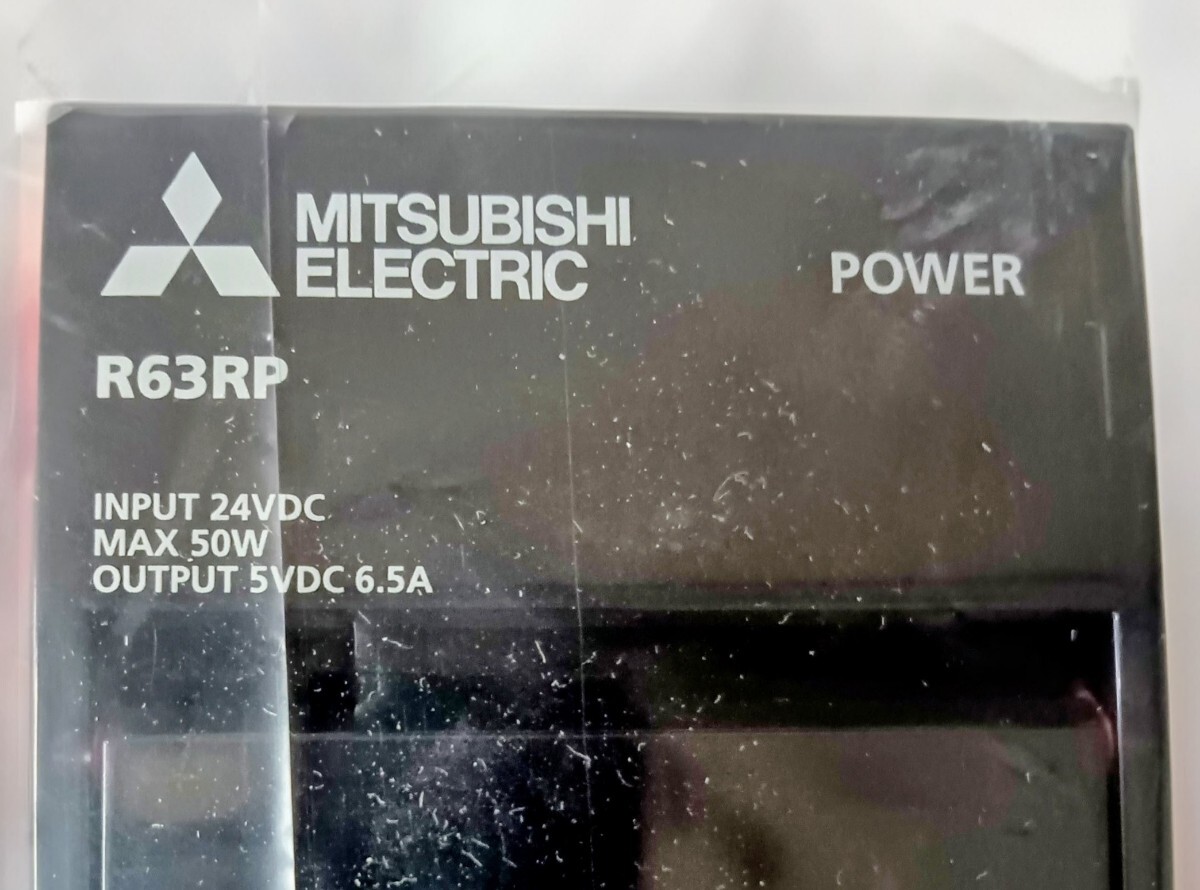 MITSUBISHI
ELECTRIC
POWER
R63RP
INPUT 24VDC
MAX 50W
OUTPUT 5VDC 6.5A